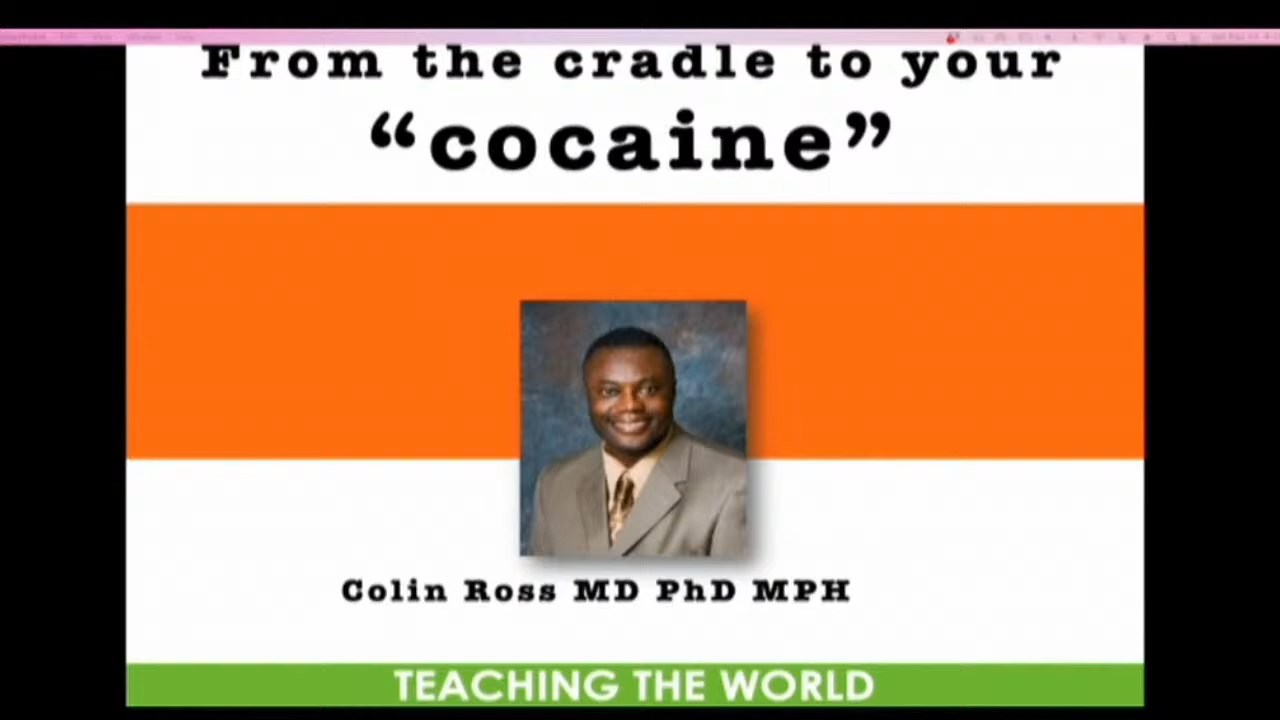 From the cradle to your
“cocaine”
Colin Ross MD PhD MPH
TEACHING THE WORLD